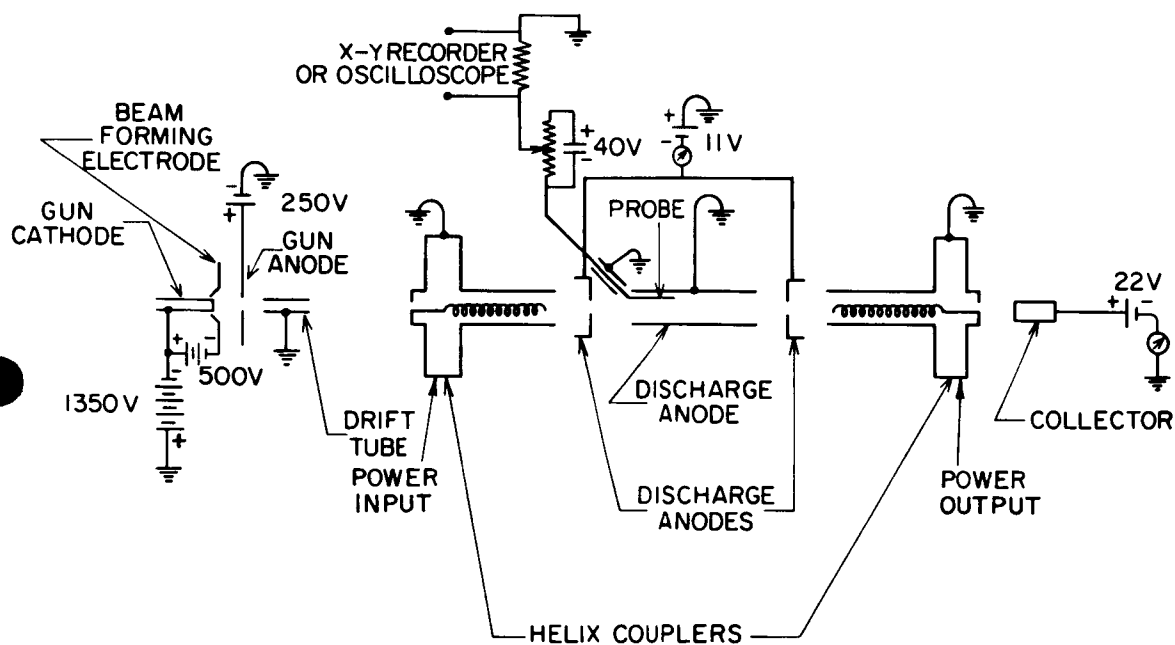 X-Y RECORDER
OR OSCILLOSCOPE
BEAM
FORMING
ELECTRODE
GUN
CATHODE
- 
+
250V
GUN
ANODE
+
-
500V
-
1350V
+
DRIFT
TUBE
POWER
INPUT
+
-
40V
+
-
11V
PROBE
DISCHARGE
ANODE
DISCHARGE
ANODES
22V
+
-
COLLECTOR
POWER
OUTPUT
HELIX COUPLERS